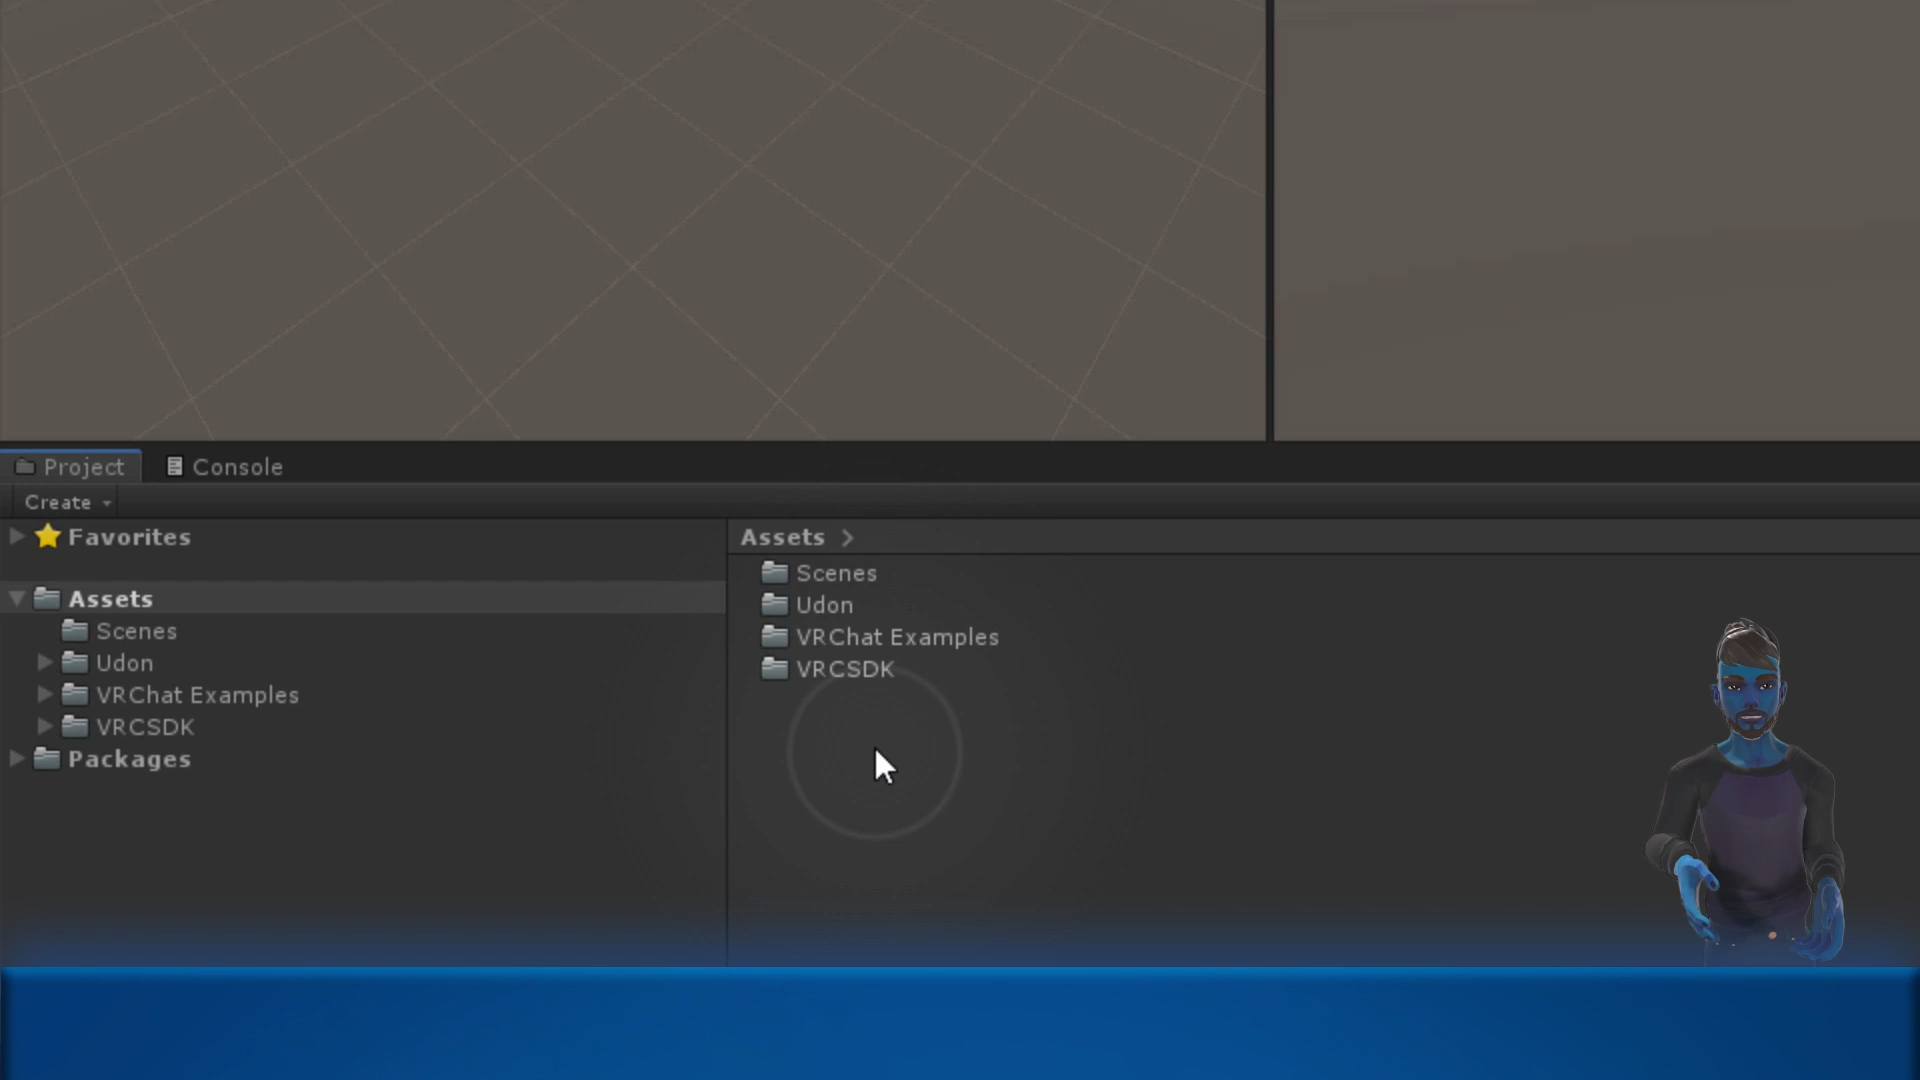 Project
Console
Create
Favorites
Assets
Scenes
Udon
VRChat Examples
VRCSDK
Packages
Assets
Scenes
Udon
VRChat Examples
VRCSDK